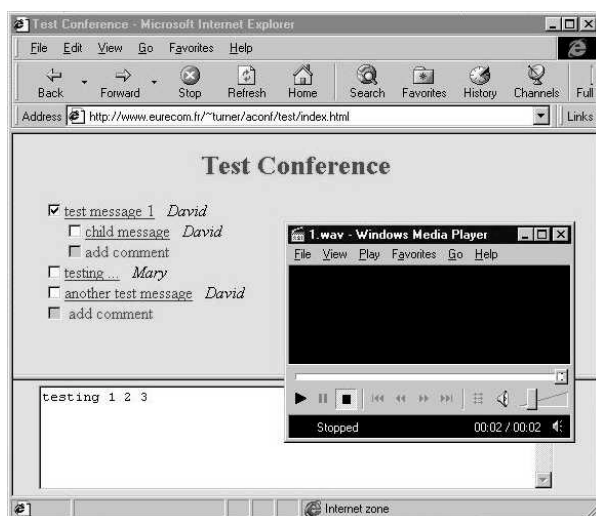 Test Conference - Microsoft Internet Explorer
File Edit View Go Favorites Help
Back Forward Stop Refresh Home Search Favorites History Channels Full
Address http://www.eurecom.fr/~turner/aconf/test/index.html Links
Test Conference
test message 1 David
child message David
add comment
testing ... Mary
another test message David
add comment
1.wav - Windows Media Player
File View Play Favorites Go Help
Stopped 00:02 / 00:02
testing 1 2 3
Internet zone